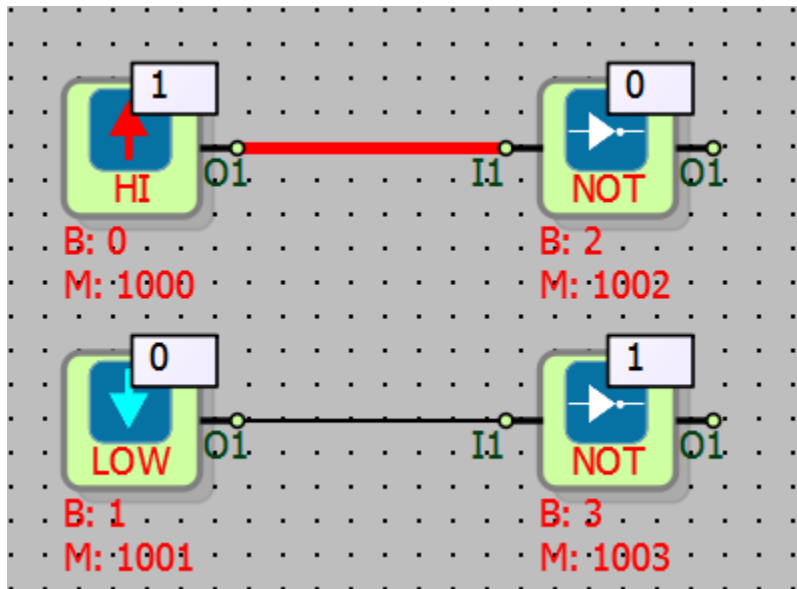 1 0
O1 I1 O1
HI NOT
B: 0 B: 2
M: 1000 M: 1002
0 1
O1 I1 O1
LOW NOT
B: 1 B: 3
M: 1001 M: 1003